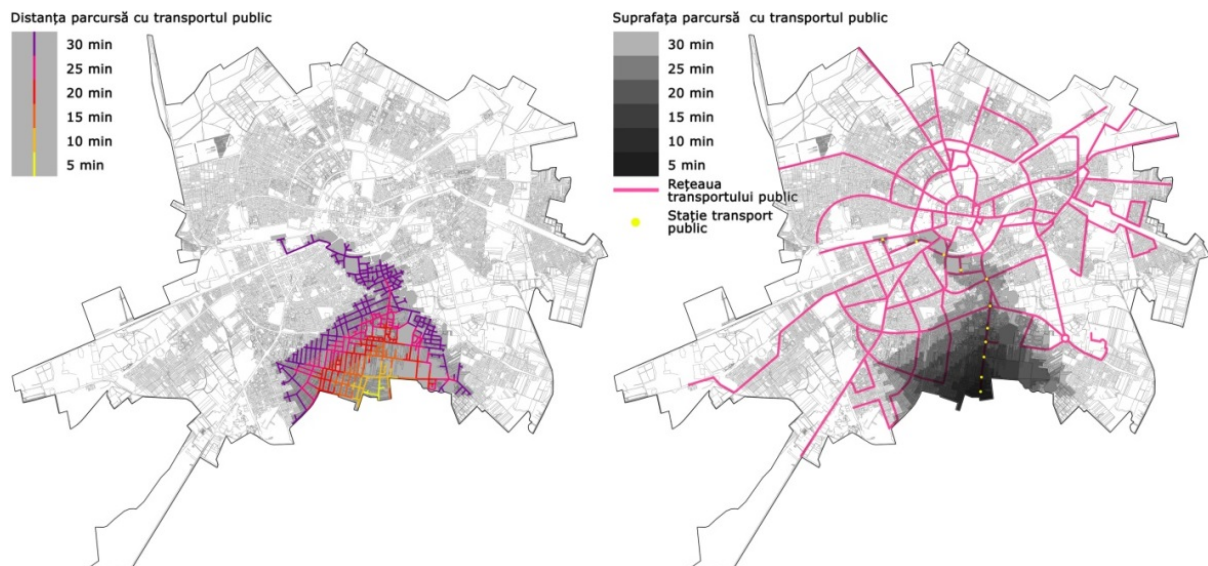 Distanța parcursă cu transportul public
30 min
25 min
20 min
15 min
10 min
5 min
Suprafața parcursă cu transportul public
30 min
25 min
20 min
15 min
10 min
5 min
Rețeaua
transportului public
Stație transport
public